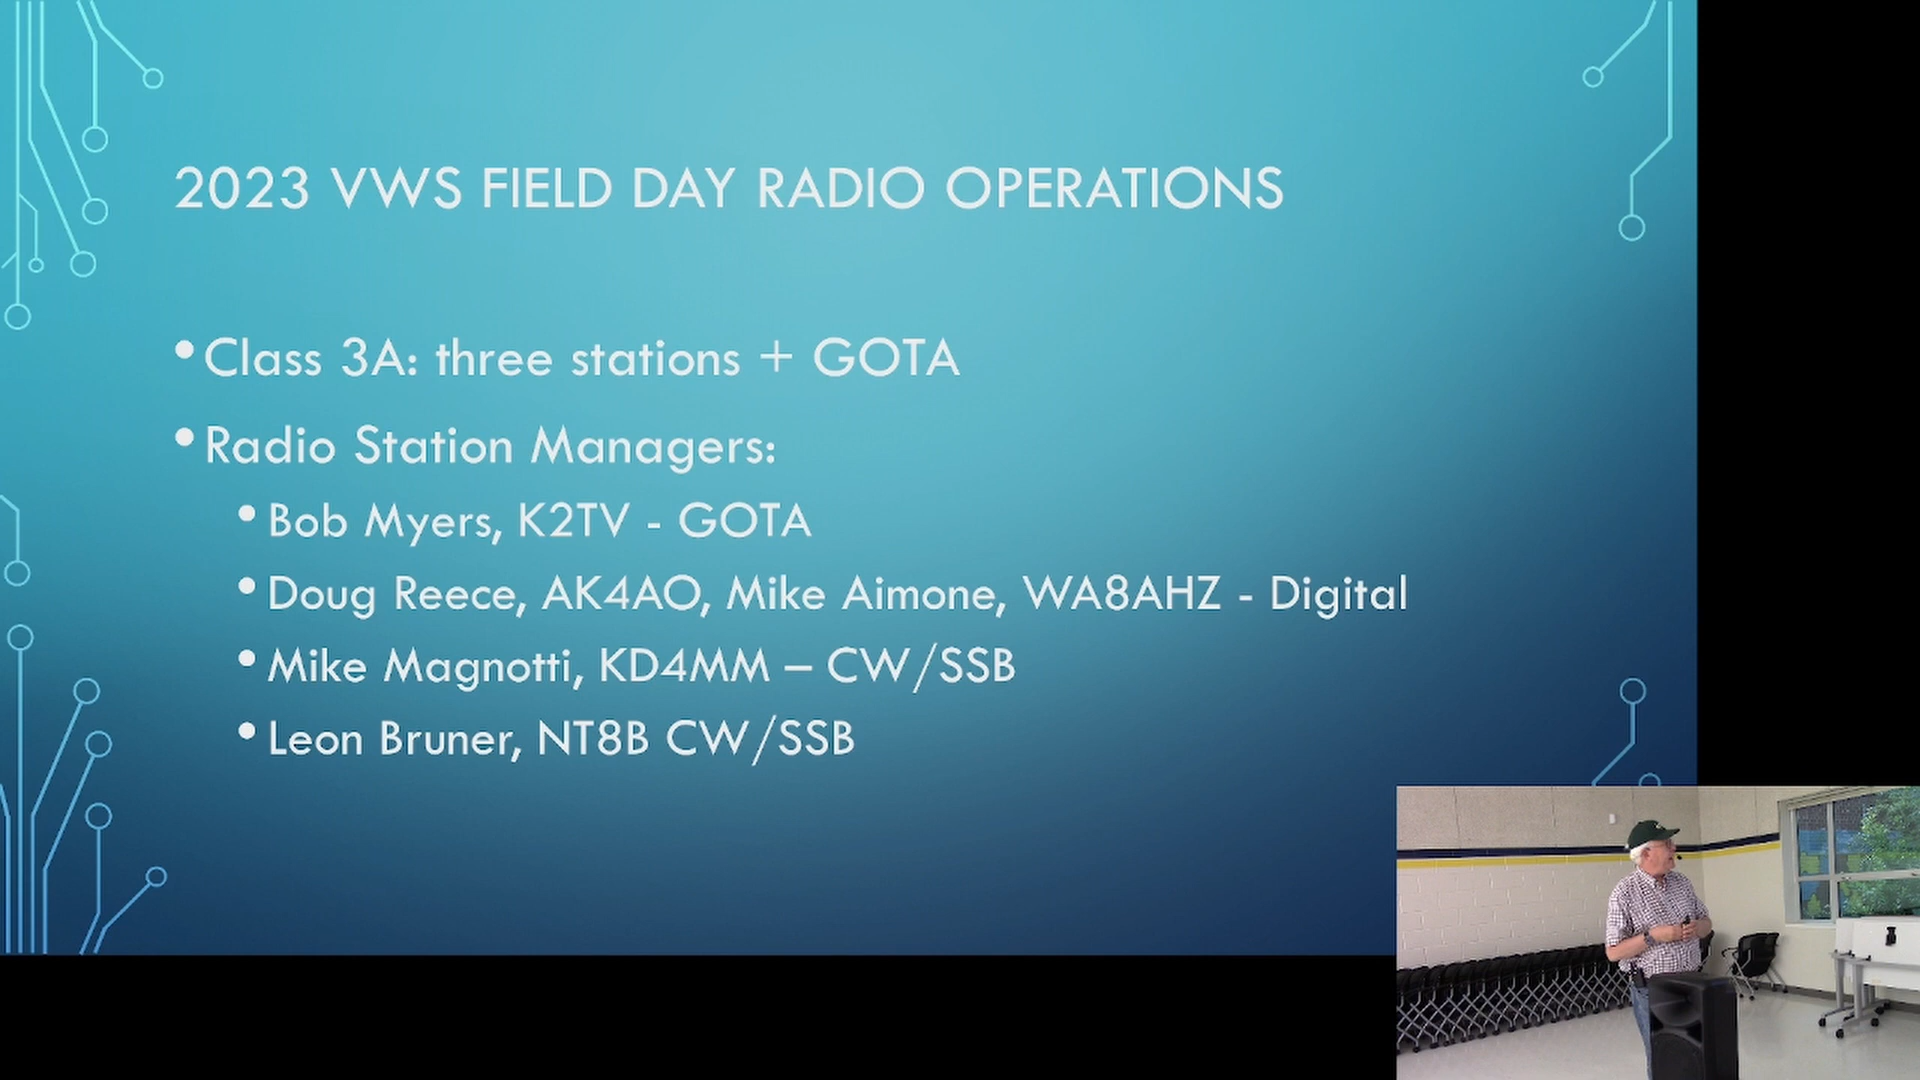 2023 VWS FIELD DAY RADIO OPERATIONS
•Class 3A: three stations + GOTA
•Radio Station Managers:
•Bob Myers, K2TV - GOTA
•Doug Reece, AK4AO, Mike Aimone, WA8AHZ - Digital
•Mike Magnotti, KD4MM – CW/SSB
•Leon Bruner, NT8B CW/SSB